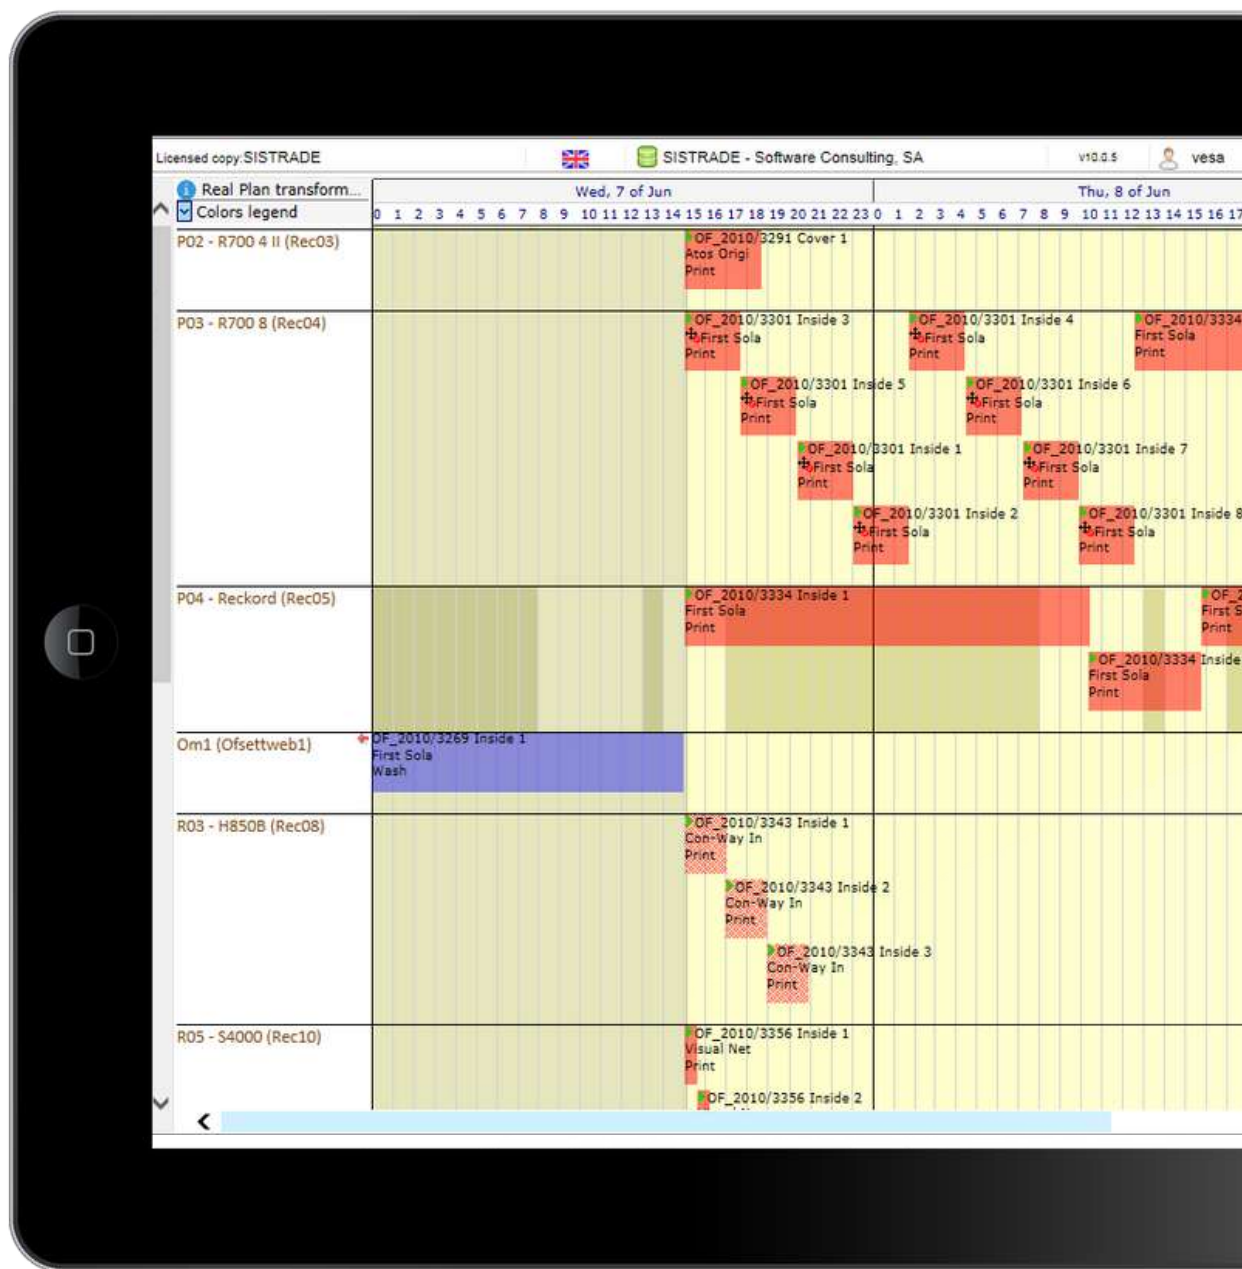 Licensed copy:SISTRADE SISTRADE - Software Consulting, SA v10.0.5 vesa
Real Plan transform... Wed, 7 of Jun Thu, 8 of Jun
Colors legend 0 1 2 3 4 5 6 7 8 9 10 11 12 13 14 15 16 17 18 19 20 21 22 23 0 1 2 3 4 5 6 7 8 9 10 11 12 13 14 15 16 17
P02 - R700 4 II (Rec03) OF_2010/3291 Cover 1
Atos Origi
Print
P03 - R700 8 (Rec04) OF_2010/3301 Inside 3 OF_2010/3301 Inside 4 OF_2010/3334
First Sola First Sola First Sola
Print Print Print
OF_2010/3301 Inside 5 OF_2010/3301 Inside 6
First Sola First Sola
Print Print
OF_2010/3301 Inside 1 OF_2010/3301 Inside 7
First Sola First Sola
Print Print
OF_2010/3301 Inside 2 OF_2010/3301 Inside 8
First Sola First Sola
Print Print
P04 - Reckord (Rec05) OF_2010/3334 Inside 1 OF_2
First Sola First S
Print Print
OF_2010/3334 Inside
First Sola
Print
Om1 (Ofsettweb1) OF_2010/3269 Inside 1
First Sola
Wash
R03 - H850B (Rec08) OF_2010/3343 Inside 1
Con-Way In
Print
OF_2010/3343 Inside 2
Con-Way In
Print
OF_2010/3343 Inside 3
Con-Way In
Print
R05 - S4000 (Rec10) OF_2010/3356 Inside 1
Visual Net
Print
OF_2010/3356 Inside 2